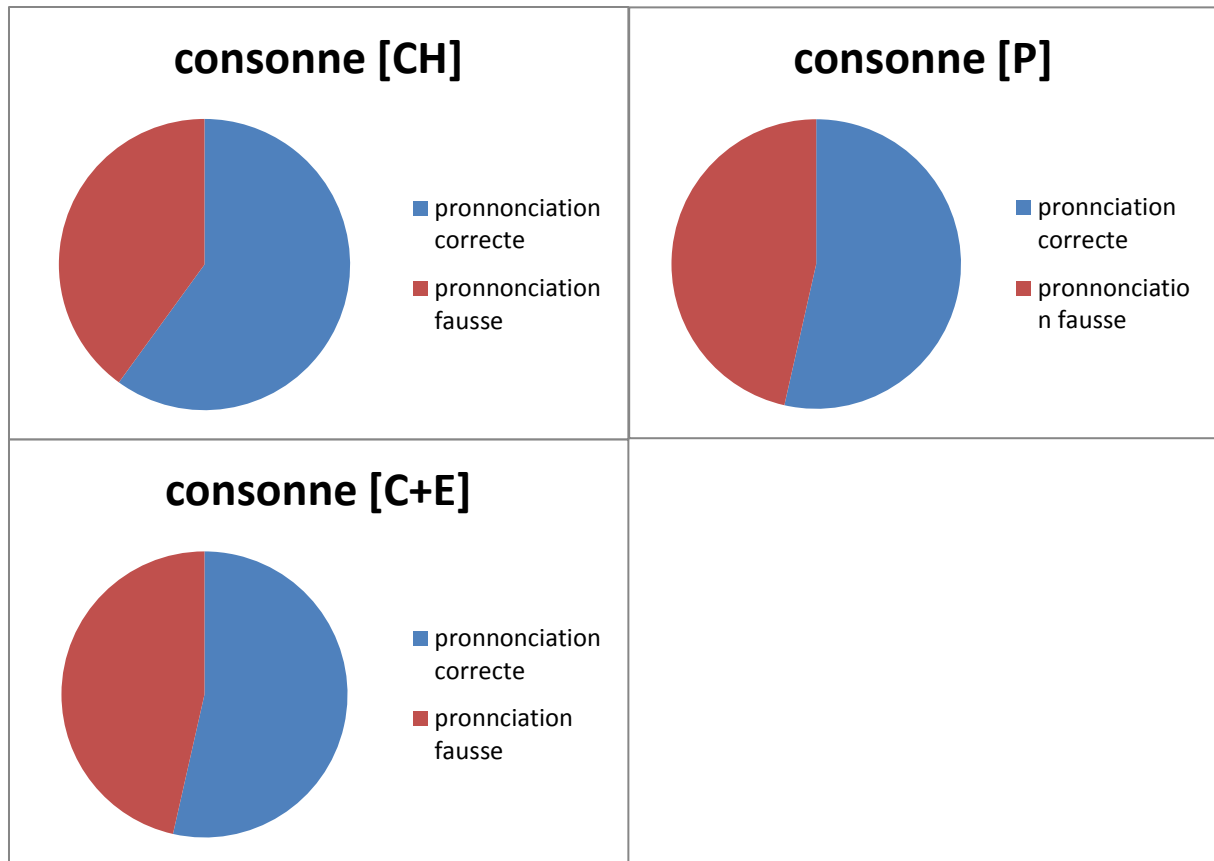 consonne [CH]
pronnonciation
correcte
pronnonciation
fausse
consonne [P]
pronnciation
correcte
pronnonciatio
n fausse
consonne [C+E]
pronnonciation
correcte
pronnciation
fausse